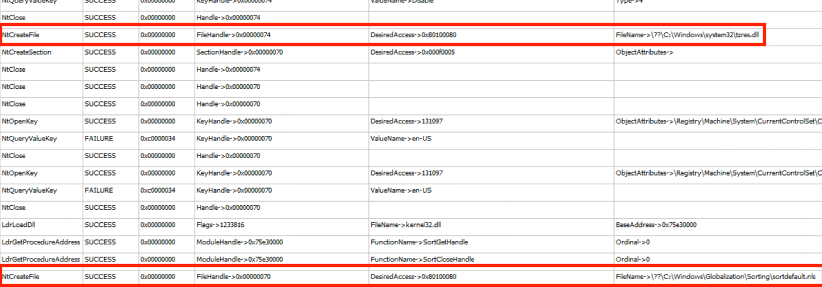 NtQueryValueKey SUCCESS 0x00000000 KeyHandle->0x00000074 ValueName->Disable Type->4
NtClose SUCCESS 0x00000000 Handle->0x00000074
NtCreateFile SUCCESS 0x00000000 FileHandle->0x00000074 DesiredAccess->0x80100080 FileName->\??\C:\Windows\system32\tzres.dll
NtCreateSection SUCCESS 0x00000000 SectionHandle->0x00000070 DesiredAccess->0x000f0005 ObjectAttributes->
NtClose SUCCESS 0x00000000 Handle->0x00000074
NtClose SUCCESS 0x00000000 Handle->0x00000070
NtClose SUCCESS 0x00000000 Handle->0x00000070
NtOpenKey SUCCESS 0x00000000 KeyHandle->0x00000070 DesiredAccess->131097 ObjectAttributes->\Registry\Machine\System\CurrentControlSet\C
NtQueryValueKey FAILURE 0xc0000034 KeyHandle->0x00000070 ValueName->en-US
NtClose SUCCESS 0x00000000 Handle->0x00000070
NtOpenKey SUCCESS 0x00000000 KeyHandle->0x00000070 DesiredAccess->131097 ObjectAttributes->\Registry\Machine\System\CurrentControlSet\C
NtQueryValueKey FAILURE 0xc0000034 KeyHandle->0x00000070 ValueName->en-US
NtClose SUCCESS 0x00000000 Handle->0x00000070
LdrLoadDll SUCCESS 0x00000000 Flags->1233816 FileName->kernel32.dll BaseAddress->0x75e30000
LdrGetProcedureAddress SUCCESS 0x00000000 ModuleHandle->0x75e30000 FunctionName->SortGetHandle Ordinal->0
LdrGetProcedureAddress SUCCESS 0x00000000 ModuleHandle->0x75e30000 FunctionName->SortCloseHandle Ordinal->0
NtCreateFile SUCCESS 0x00000000 FileHandle->0x00000070 DesiredAccess->0x80100080 FileName->\??\C:\Windows\Globalization\Sorting\sortdefault.nls